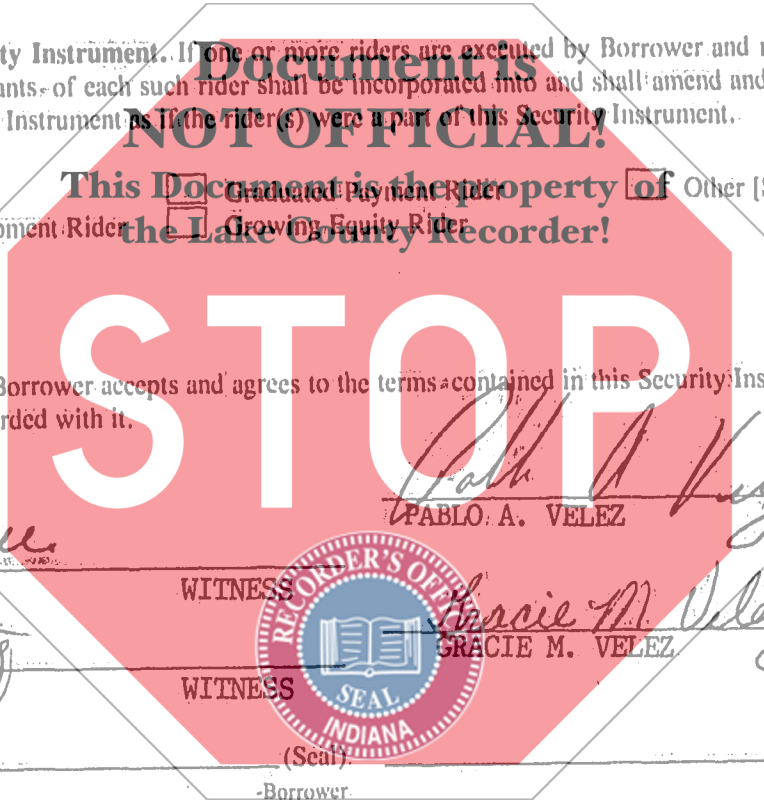 ty Instrument. If one or more riders are executed by Borrower and
Document is
ants of each such rider shall be incorporated into and shall amend and
Instrument as if the rider(s) were a part of this Security Instrument.
NOT OFFICIAL!
This Document is the property of
Graduated Payment Rider Other [S
the Lake County Recorder!
pment Rider Growing Equity Rider
STOP
Borrower accepts and agrees to the terms contained in this Security Ins
rded with it.
Pablo A Velez
PABLO A. VELEZ
WITNESS
Gracie M. Velez
GRACIE M. VELEZ
WITNESS
RECORDER'S OFFICE
SEAL
INDIANA
(Seal)
-Borrower